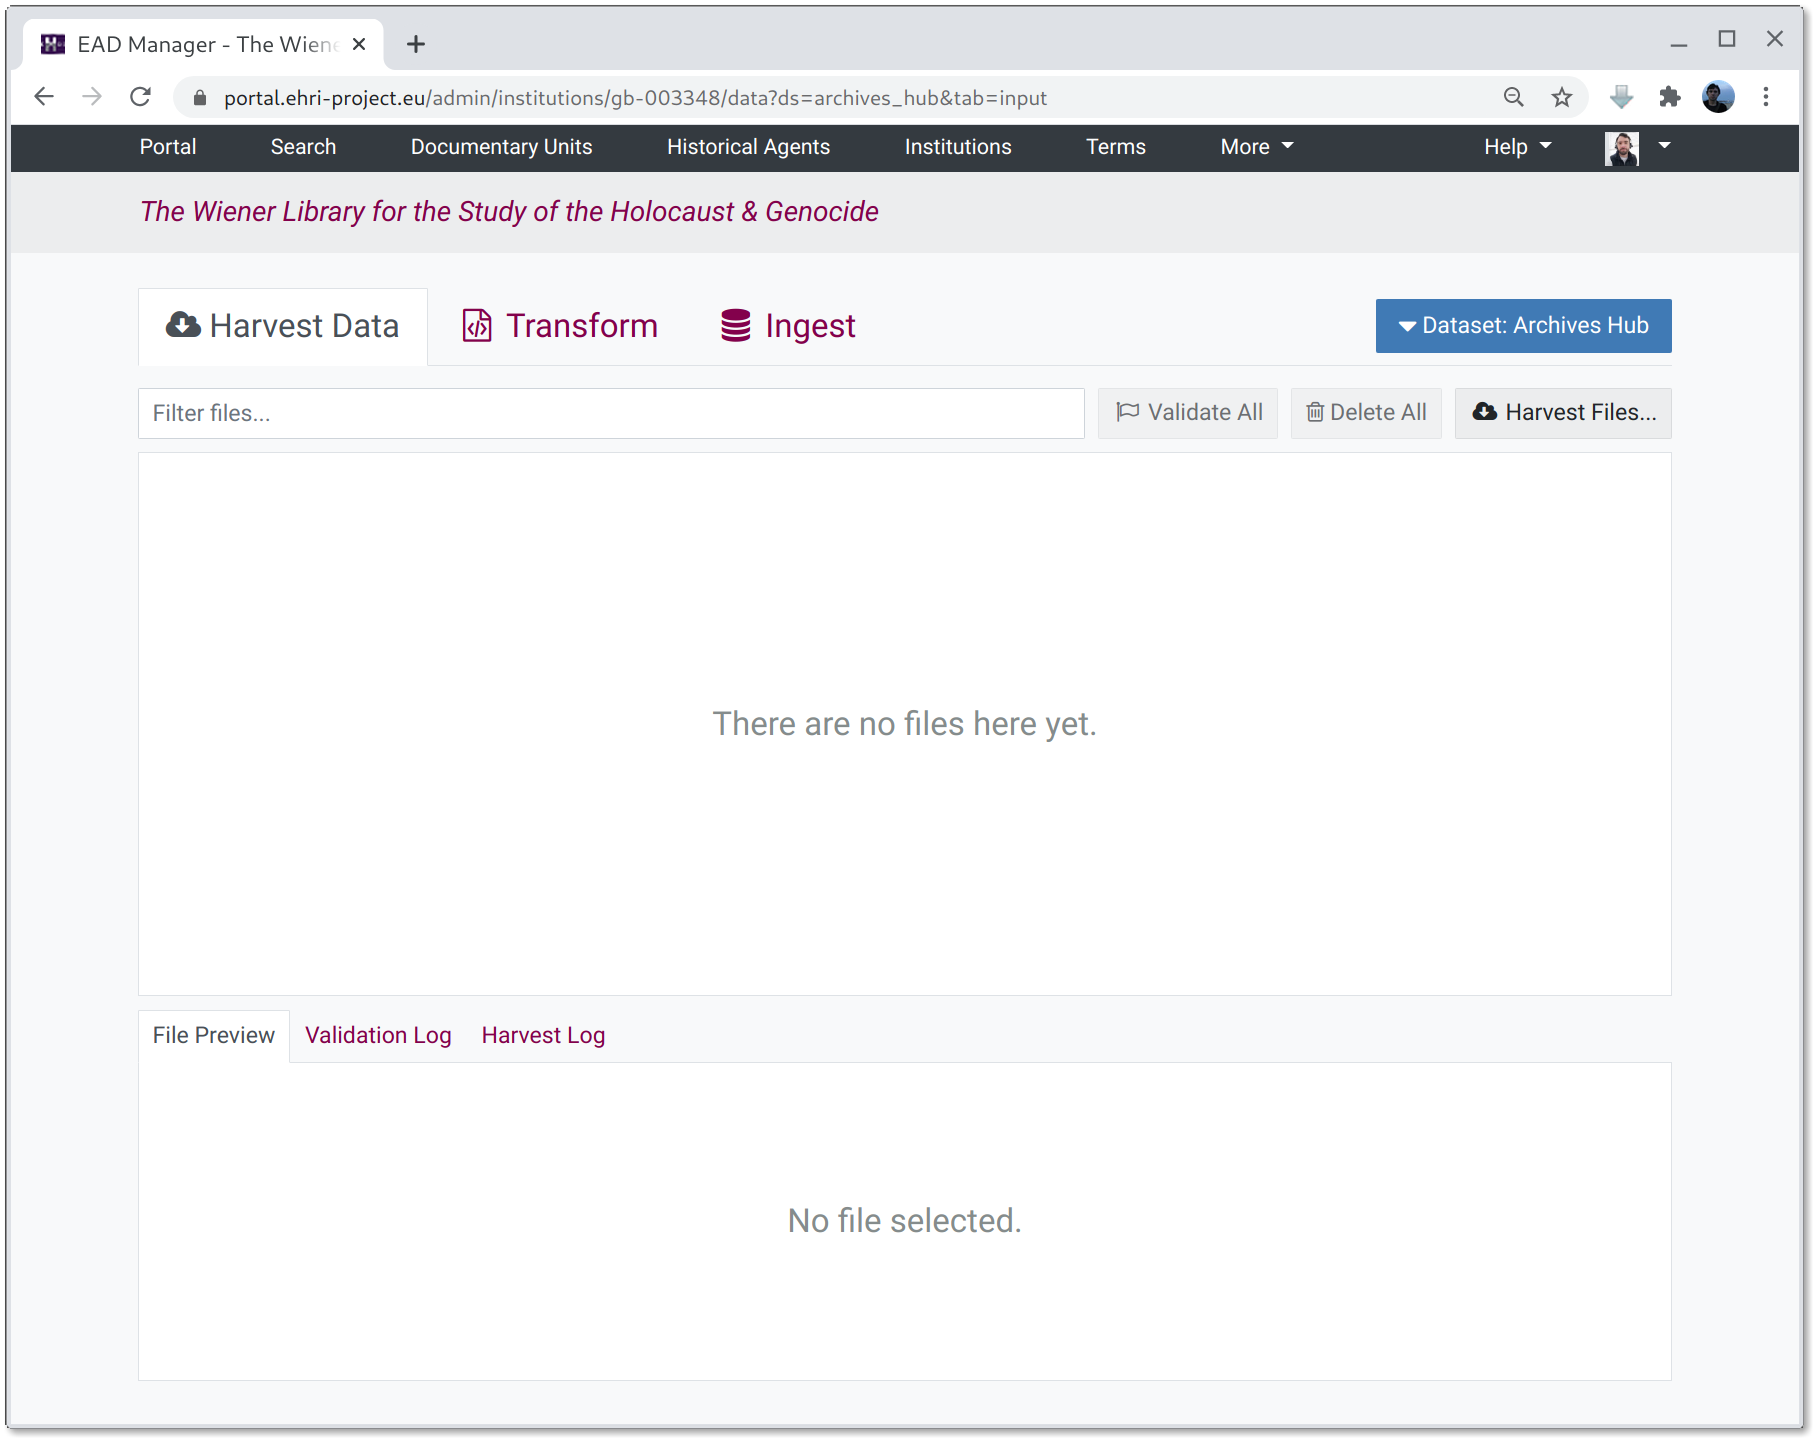 EAD Manager - The Wiene
portal.ehri-project.eu/admin/institutions/gb-003348/data?ds=archives_hub&tab=input
Portal Search Documentary Units Historical Agents Institutions Terms More Help
The Wiener Library for the Study of the Holocaust & Genocide
Harvest Data Transform Ingest Dataset: Archives Hub
Filter files... Validate All Delete All Harvest Files...
There are no files here yet.
File Preview Validation Log Harvest Log
No file selected.